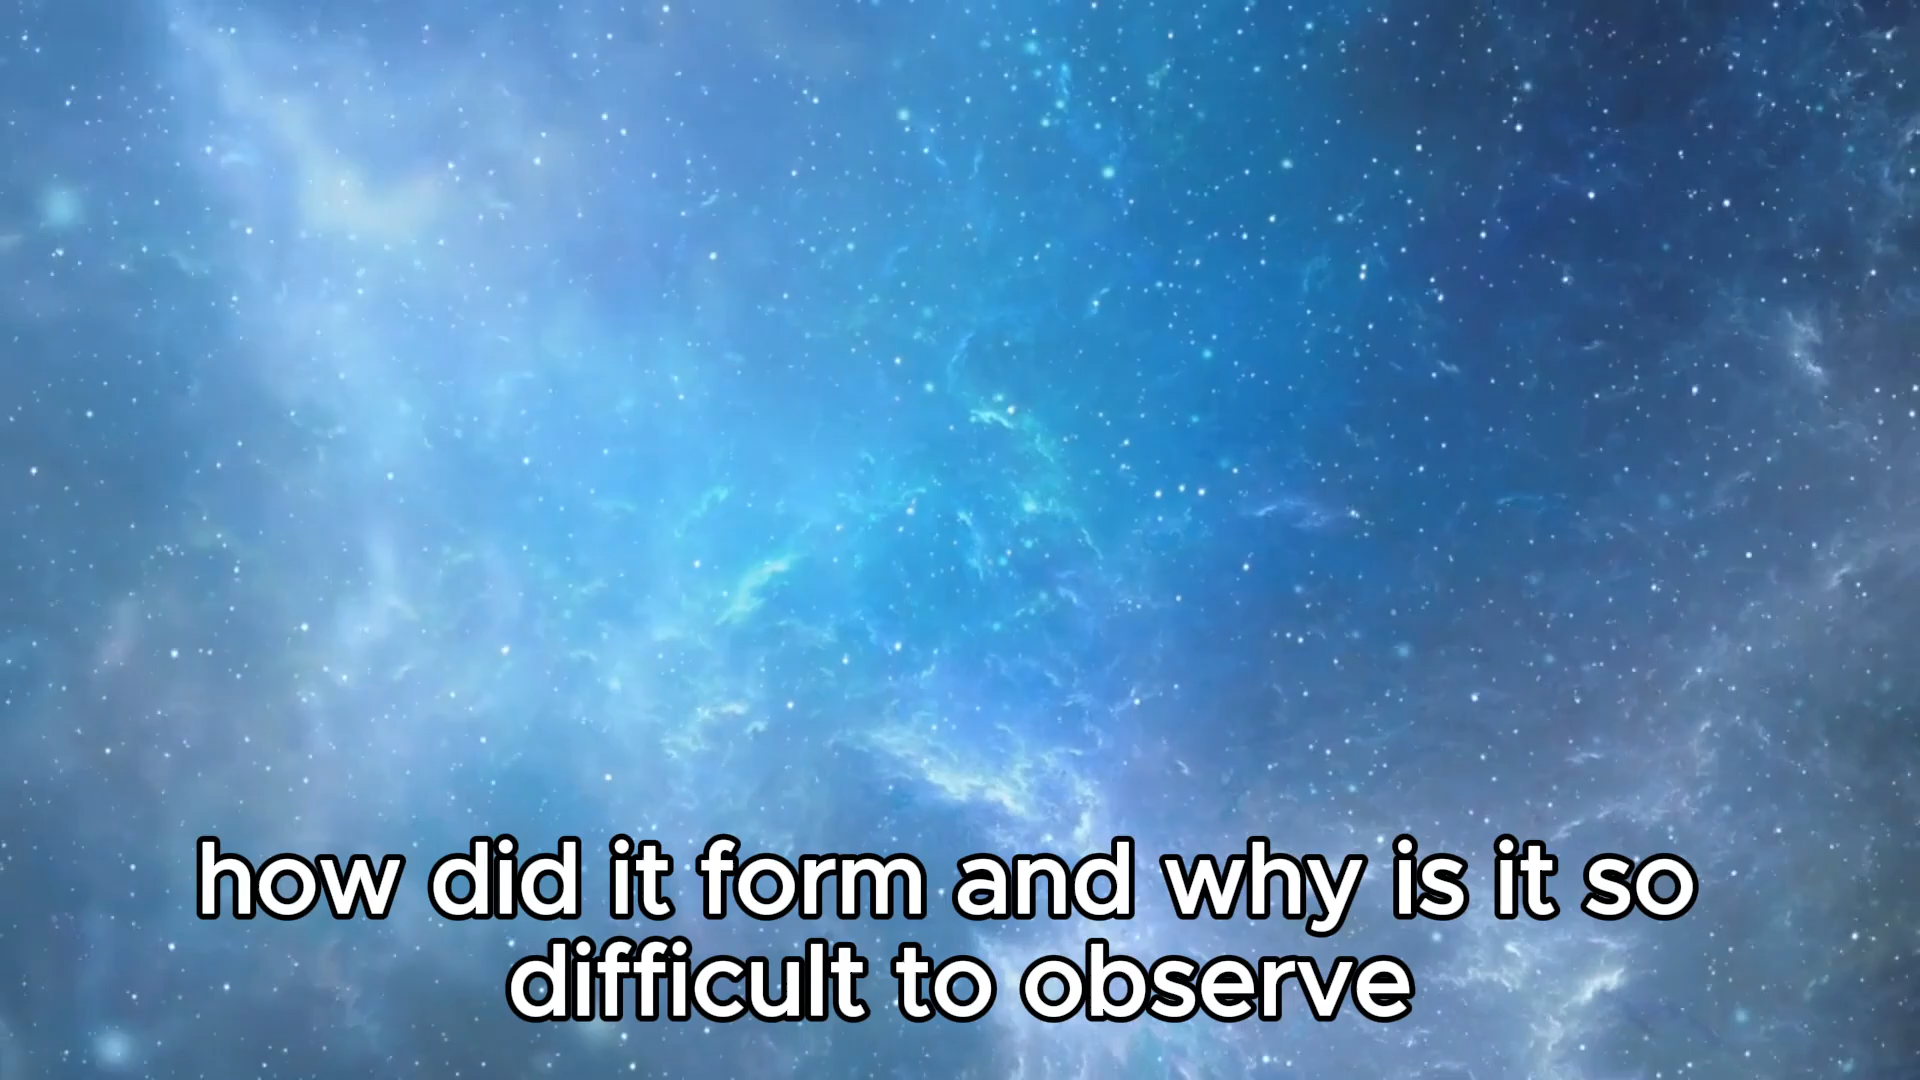 how did it form and why is it so
difficult to observe